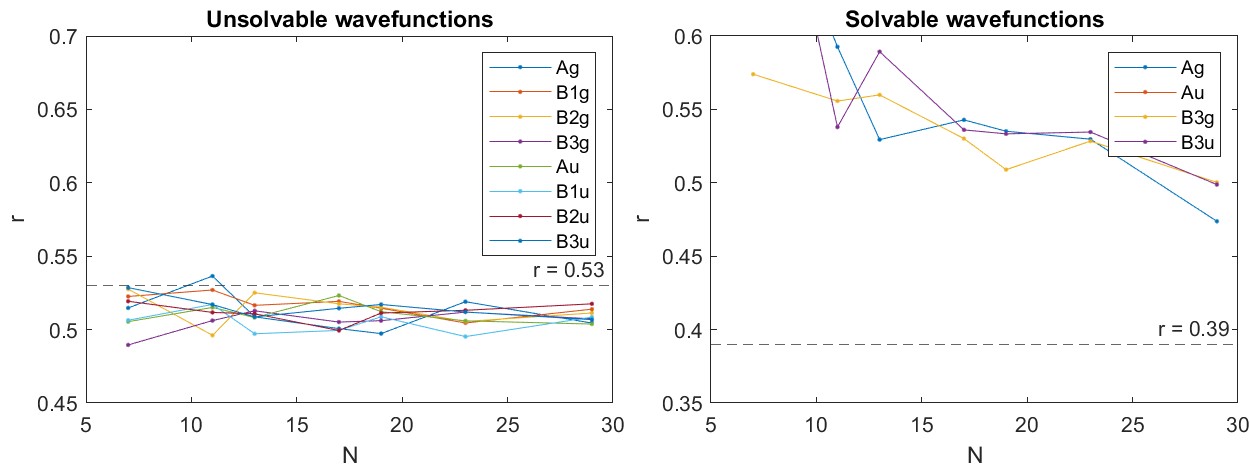 Unsolvable wavefunctions
0.7
0.65
0.6
0.55
0.5
0.45
r
5
10
15
20
25
30
N
Ag
B1g
B2g
B3g
Au
B1u
B2u
B3u
r = 0.53
Solvable wavefunctions
0.6
0.55
0.5
0.45
0.4
0.35
r
5
10
15
20
25
30
N
Ag
Au
B3g
B3u
r = 0.39